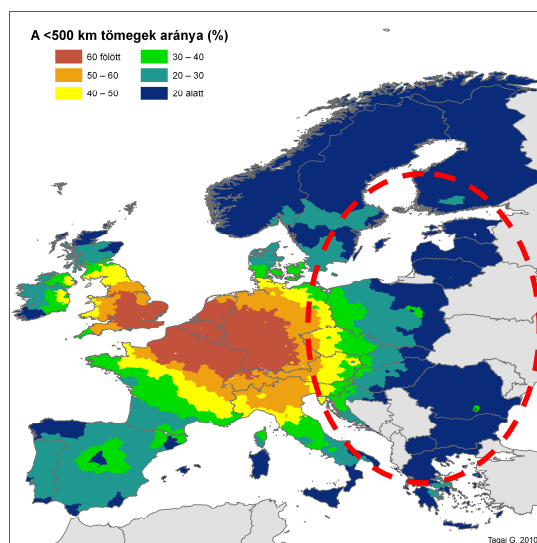 A <500 km tömegek aránya (%)
60 fölött
30 – 40
50 – 60
20 – 30
40 – 50
20 alatt
Tagai G. 2010